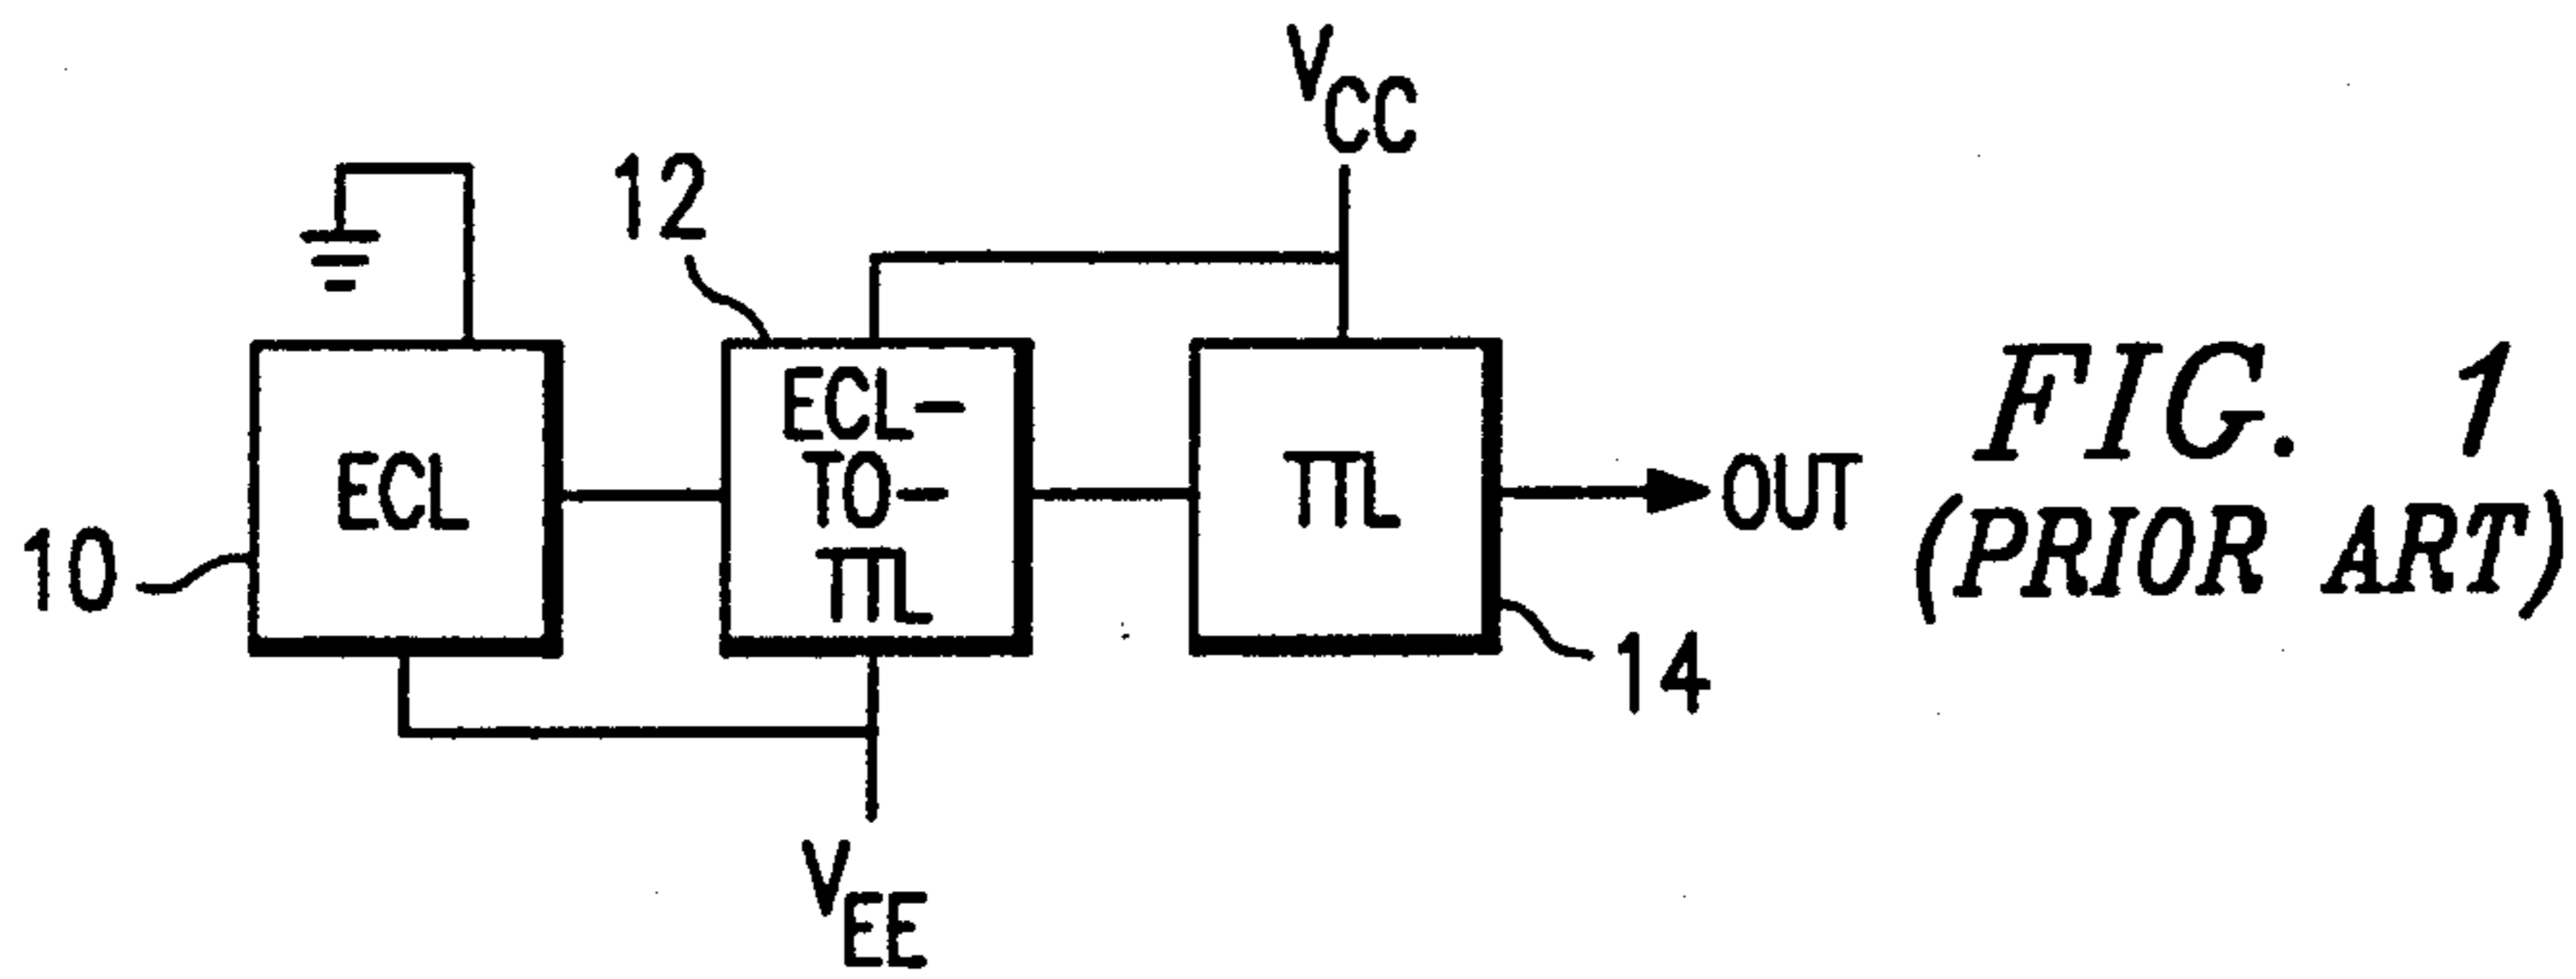 V
CC
12
ECL
10
ECL-
TO-
TTL
TTL
OUT
14
V
EE
FIG. 1
(PRIOR ART)